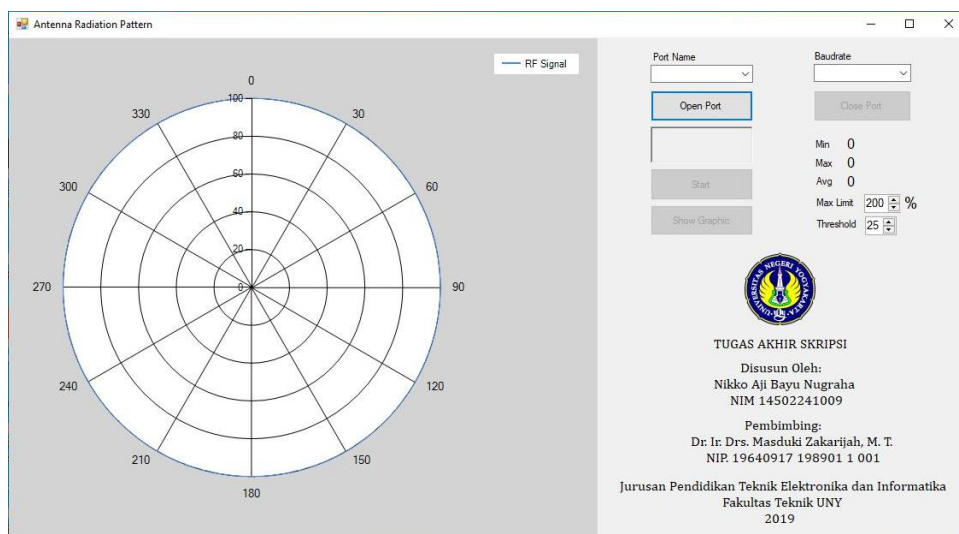 Antenna Radiation Pattern
RF Signal
0
30
60
90
120
150
180
210
240
270
300
330
100
80
60
40
20
0
Port Name
Baudrate
Open Port
Close Port
Start
Show Graphic
Min 0
Max 0
Avg 0
Max Limit 200 %
Threshold 25
UNIVERSITAS NEGERI YOGYAKARTA
TUGAS AKHIR SKRIPSI
Disusun Oleh:
Nikko Aji Bayu Nugraha
NIM 14502241009
Pembimbing:
Dr. Ir. Drs. Masduki Zakarijah, M. T.
NIP. 19640917 198901 1 001
Jurusan Pendidikan Teknik Elektronika dan Informatika
Fakultas Teknik UNY
2019